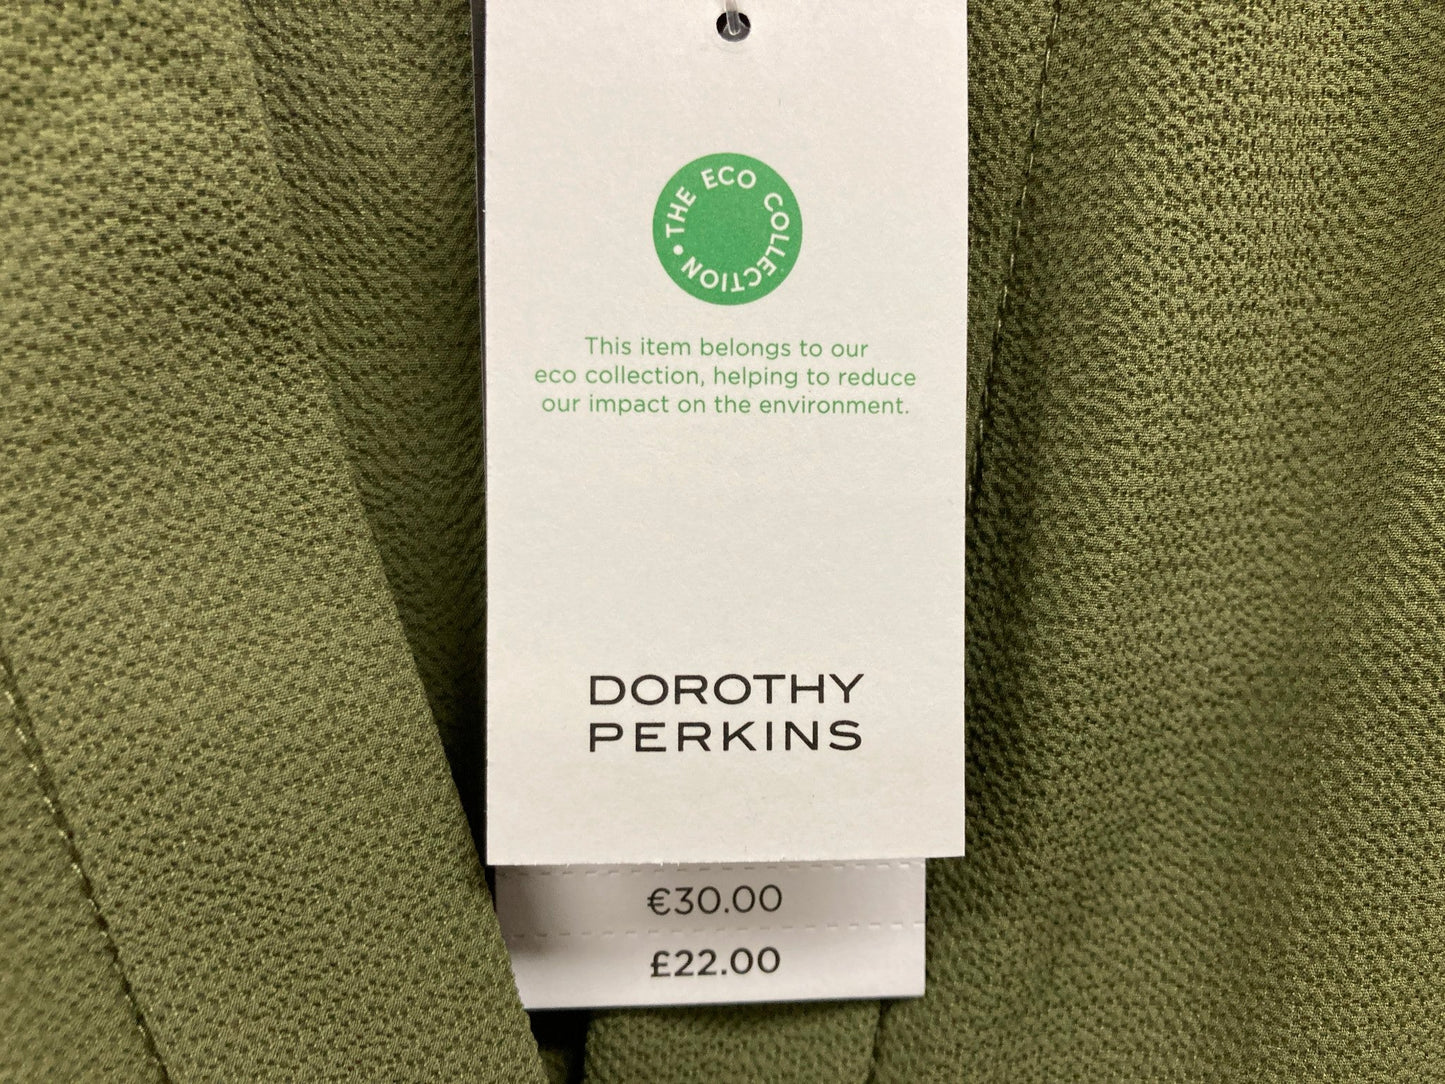 THE ECO COLLECTION •
This item belongs to our
eco collection, helping to reduce
our impact on the environment.
DOROTHY
PERKINS
€30.00
£22.00